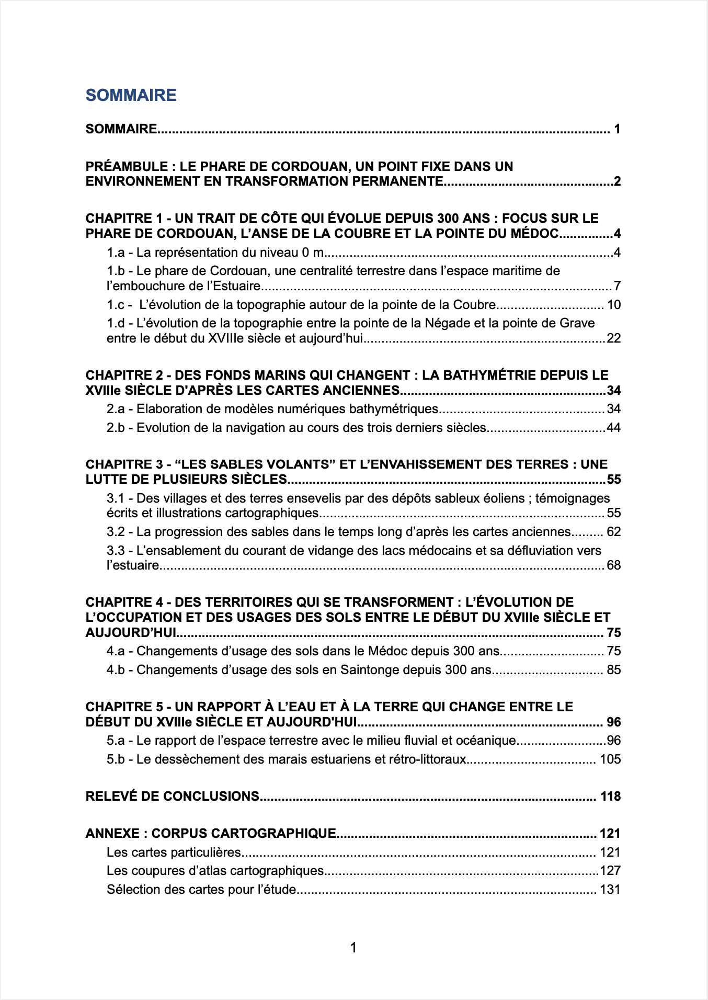 SOMMAIRE
SOMMAIRE............................................................................................................................ 1
PRÉAMBULE : LE PHARE DE CORDOUAN, UN POINT FIXE DANS UN
ENVIRONNEMENT EN TRANSFORMATION PERMANENTE...............................................2
CHAPITRE 1 - UN TRAIT DE CÔTE QUI ÉVOLUE DEPUIS 300 ANS : FOCUS SUR LE
PHARE DE CORDOUAN, L’ANSE DE LA COUBRE ET LA POINTE DU MÉDOC...............4
1.a - La représentation du niveau 0 m................................................................................4
1.b - Le phare de Cordouan, une centralité terrestre dans l’espace maritime de
l’embouchure de l’Estuaire................................................................................................. 7
1.c -  L’évolution de la topographie autour de la pointe de la Coubre.............................. 10
1.d - L’évolution de la topographie entre la pointe de la Négade et la pointe de Grave
entre le début du XVIIIe siècle et aujourd’hui...................................................................22
CHAPITRE 2 - DES FONDS MARINS QUI CHANGENT : LA BATHYMÉTRIE DEPUIS LE
XVIIIe SIÈCLE D'APRÈS LES CARTES ANCIENNES.........................................................34
2.a - Elaboration de modèles numériques bathymétriques.............................................. 34
2.b - Evolution de la navigation au cours des trois derniers siècles.................................44
CHAPITRE 3 - “LES SABLES VOLANTS” ET L’ENVAHISSEMENT DES TERRES : UNE
LUTTE DE PLUSIEURS SIÈCLES........................................................................................55
3.1 - Des villages et des terres ensevelis par des dépôts sableux éoliens ; témoignages
écrits et illustrations cartographiques............................................................................... 55
3.2 - La progression des sables dans le temps long d’après les cartes anciennes......... 62
3.3 - L’ensablement du courant de vidange des lacs médocains et sa défluviation vers
l’estuaire........................................................................................................................... 68
CHAPITRE 4 - DES TERRITOIRES QUI SE TRANSFORMENT : L’ÉVOLUTION DE
L’OCCUPATION ET DES USAGES DES SOLS ENTRE LE DÉBUT DU XVIIIe SIÈCLE ET
AUJOURD’HUI...................................................................................................................... 75
4.a - Changements d’usage des sols dans le Médoc depuis 300 ans............................. 75
4.b - Changements d’usage des sols en Saintonge depuis 300 ans............................... 85
CHAPITRE 5 - UN RAPPORT À L’EAU ET À LA TERRE QUI CHANGE ENTRE LE
DÉBUT DU XVIIIe SIÈCLE ET AUJOURD'HUI.................................................................... 96
5.a - Le rapport de l’espace terrestre avec le milieu fluvial et océanique.........................96
5.b - Le dessèchement des marais estuariens et rétro-littoraux.................................... 105
RELEVÉ DE CONCLUSIONS............................................................................................. 118
ANNEXE : CORPUS CARTOGRAPHIQUE........................................................................ 121
Les cartes particulières.................................................................................................. 121
Les coupures d’atlas cartographiques............................................................................127
Sélection des cartes pour l’étude................................................................................... 131
1